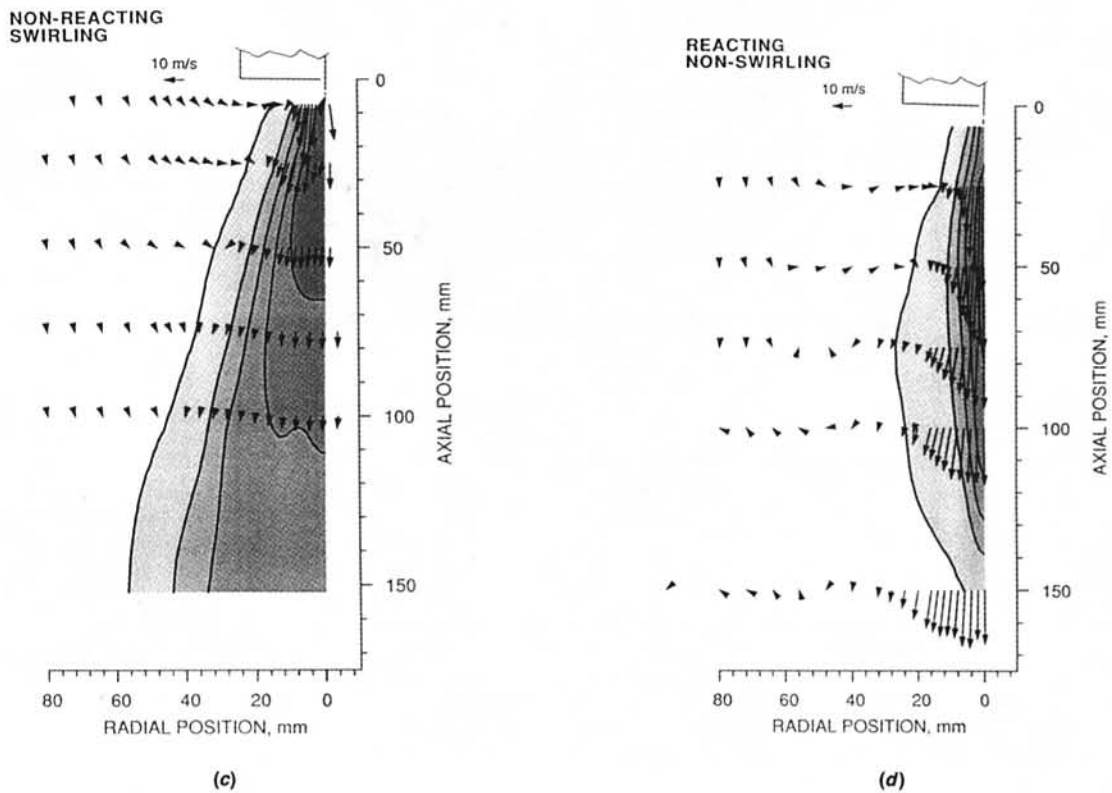 NON-REACTING
SWIRLING
10 m/s
0
50
100
150
AXIAL POSITION, mm
80 60 40 20 0
RADIAL POSITION, mm
(c)
REACTING
NON-SWIRLING
10 m/s
0
50
100
150
AXIAL POSITION, mm
80 60 40 20 0
RADIAL POSITION, mm
(d)